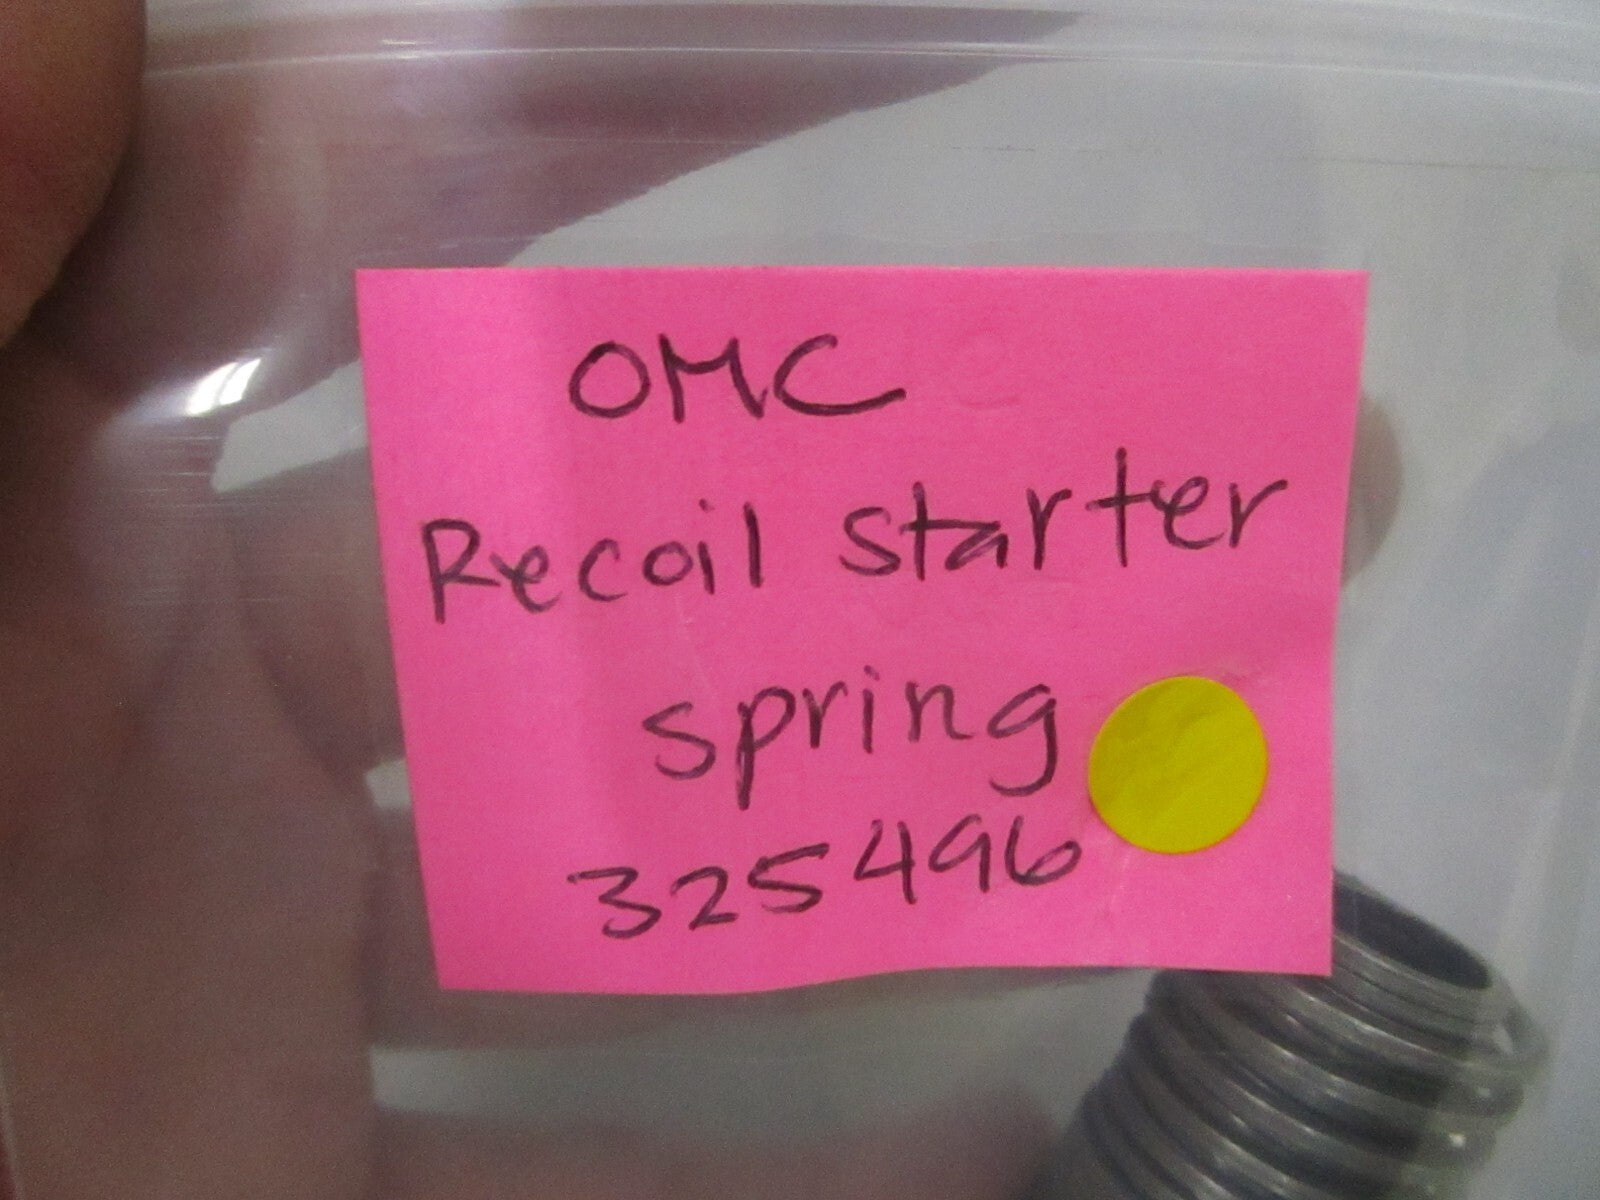 OMC
Recoil starter
spring
325496